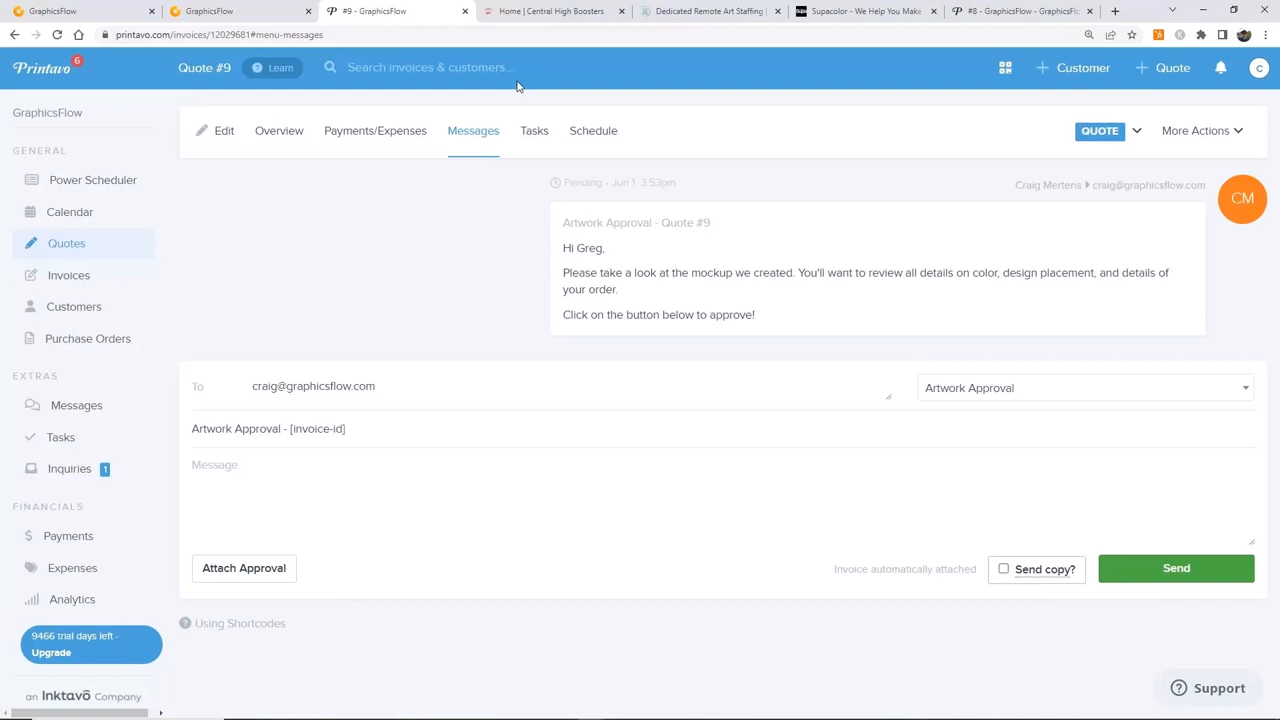 GraphicsFlow
GraphicsFlow
#9 - GraphicsFlow
Home | Central High Boosters
Dedicated Remote Art Staffing |
Supacolor - We Help You Make
#8 - GraphicsFlow - GraphicsFL
printavo.com/invoices/12029681#menu-messages
Printavo
6
Quote #9
Learn
Search invoices & customers...
Customer
Quote
C
GraphicsFlow
GENERAL
Power Scheduler
Calendar
Quotes
Invoices
Customers
Purchase Orders
EXTRAS
Messages
Tasks
Inquiries
1
FINANCIALS
Payments
Expenses
Analytics
9466 trial days left -
Upgrade
an Inktavo Company
Edit
Overview
Payments/Expenses
Messages
Tasks
Schedule
QUOTE
More Actions
Pending - Jun 1, 3:53pm
Craig Mertens
craig@graphicsflow.com
CM
Artwork Approval - Quote #9
Hi Greg,
Please take a look at the mockup we created. You'll want to review all details on color, design placement, and details of
your order.
Click on the button below to approve!
To
craig@graphicsflow.com
Artwork Approval
Artwork Approval - [invoice-id]
Message
Attach Approval
Invoice automatically attached
Send copy?
Send
Using Shortcodes
Support